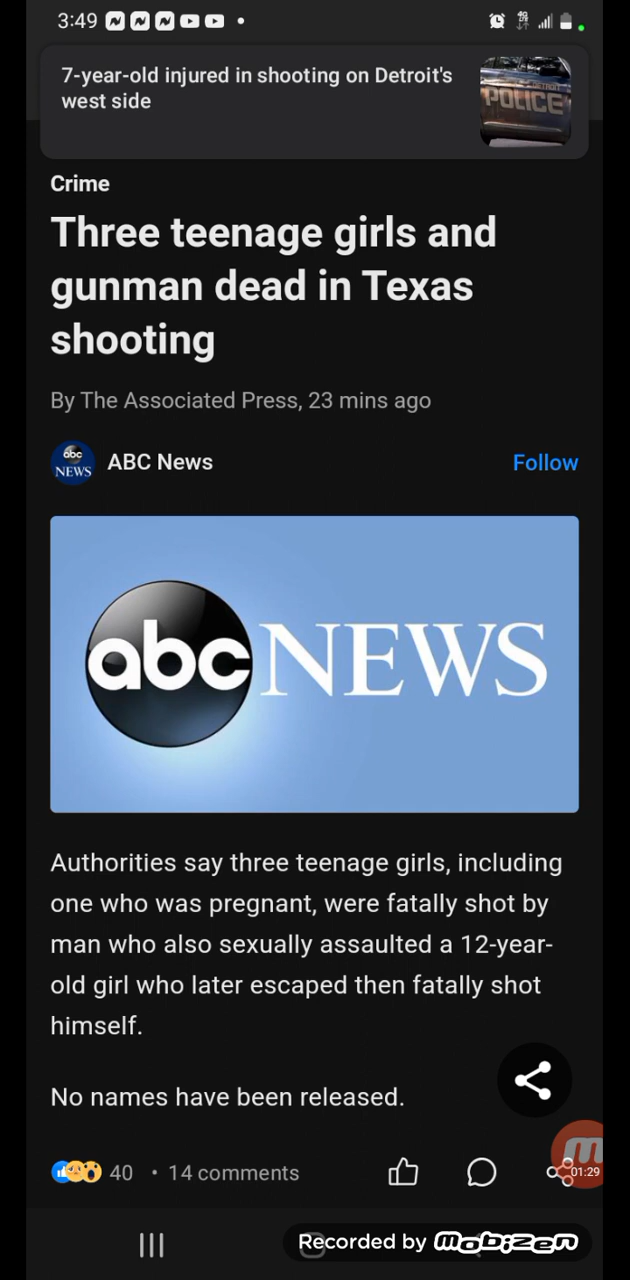 3:49
7-year-old injured in shooting on Detroit's
west side
POLICE
Crime
Three teenage girls and
gunman dead in Texas
shooting
By The Associated Press, 23 mins ago
abc
NEWS
ABC News
Follow
abc NEWS
Authorities say three teenage girls, including
one who was pregnant, were fatally shot by
man who also sexually assaulted a 12-year-
old girl who later escaped then fatally shot
himself.
No names have been released.
40 • 14 comments
01:29
Recorded by mobizen